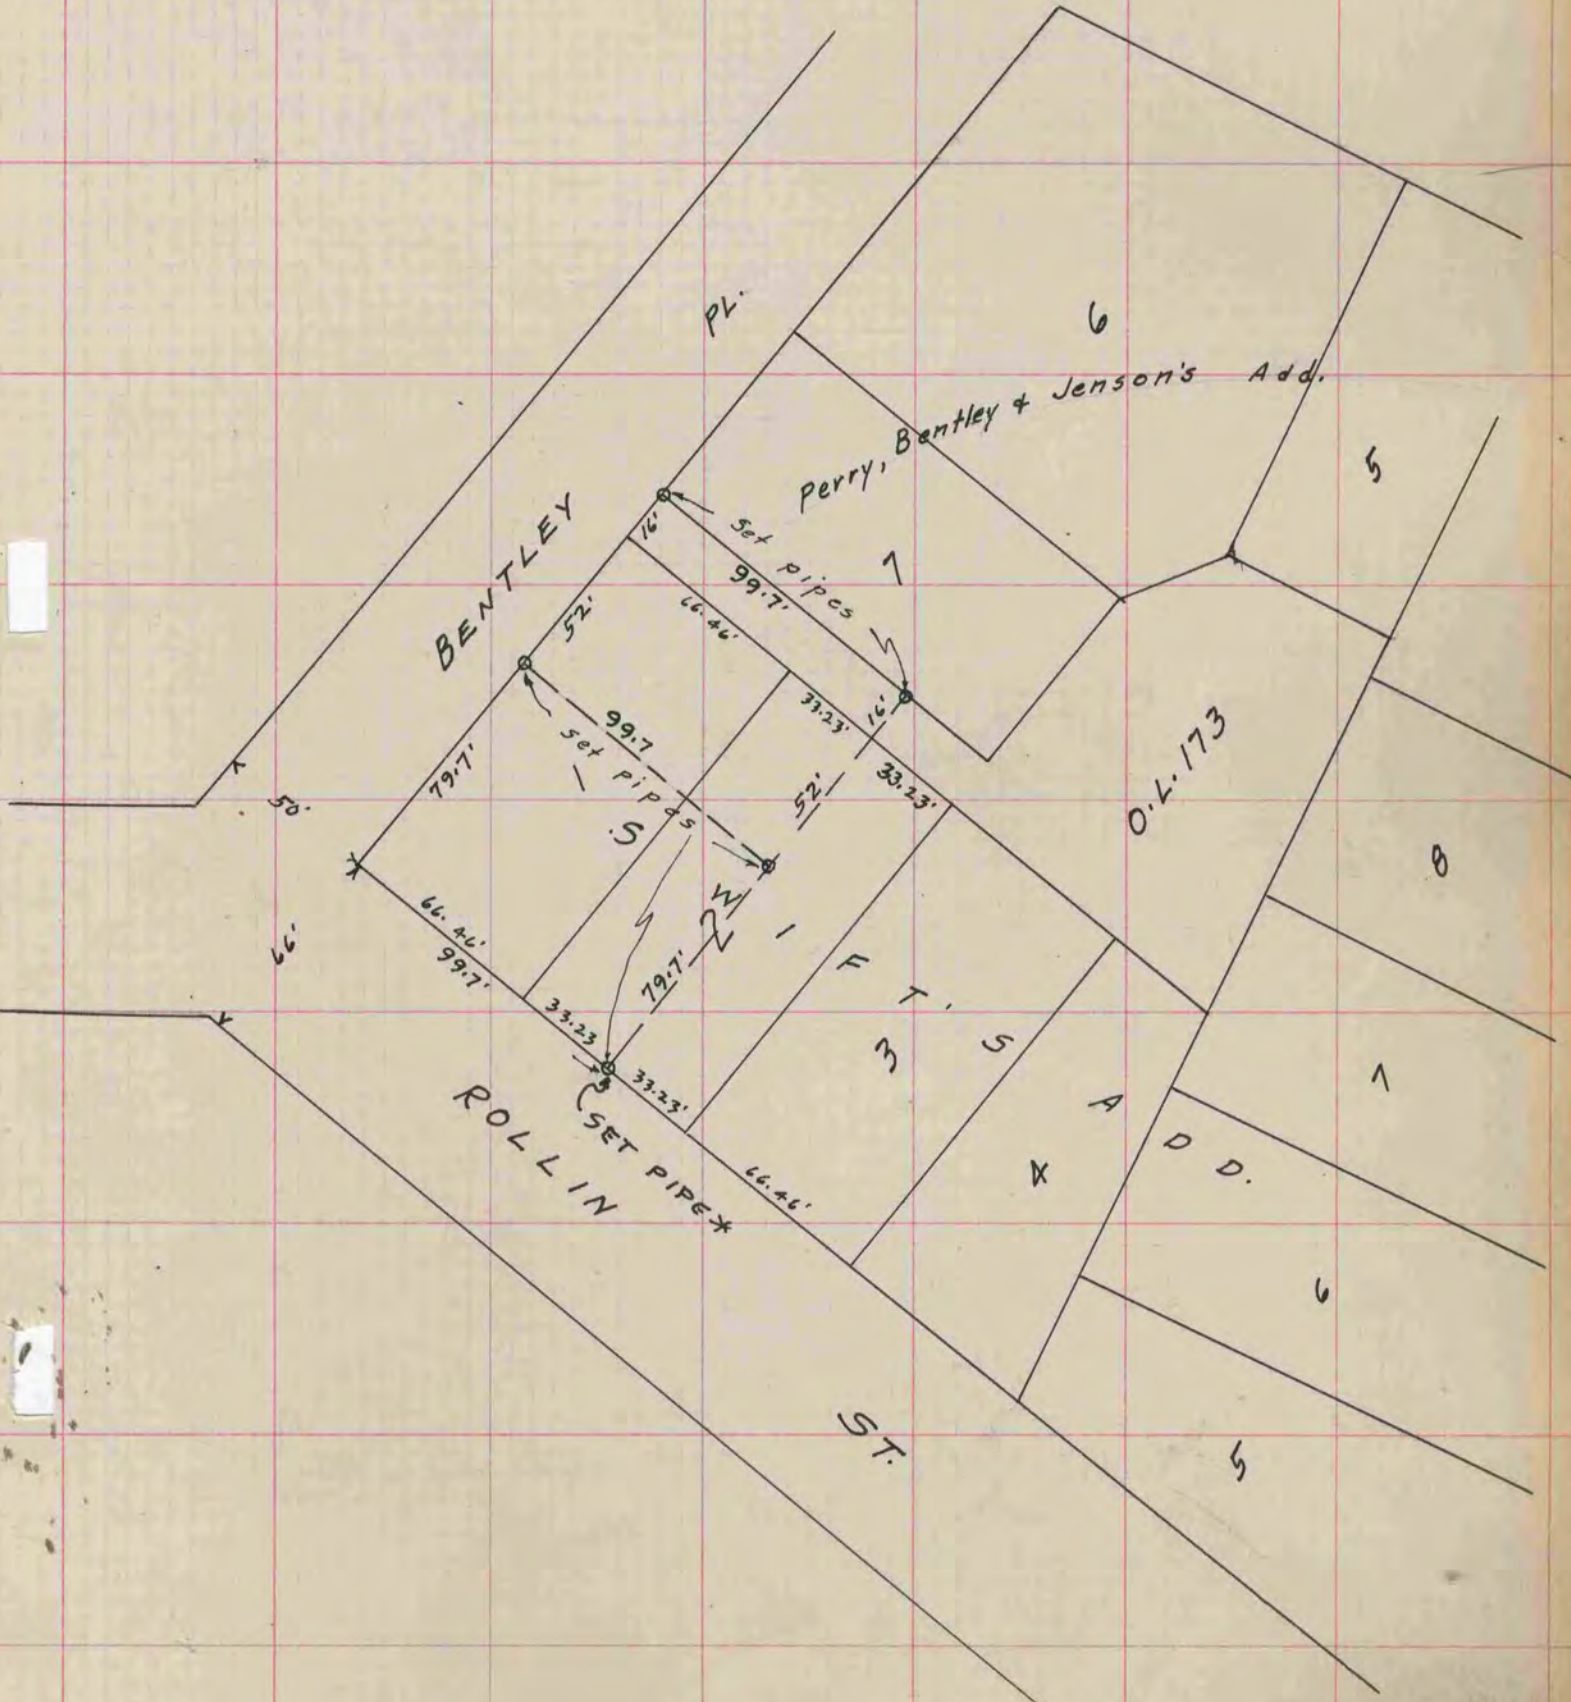 PL.
6
Perry, Bentley & Jenson's Add.
5
BENTLEY
16'
Set pipes
99.7'
7
66.46'
52'
33.23'
16'
33.23'
O.L. 173
79.7'
99.7
set pipes
1
52'
50'
8
S. W I F T ' S A D D.
2
66.46'
99.7'
66'
79.7'
33.23
3
7
33.23'
ROLLIN
SET PIPE*
66.46'
4
6
ST.
5